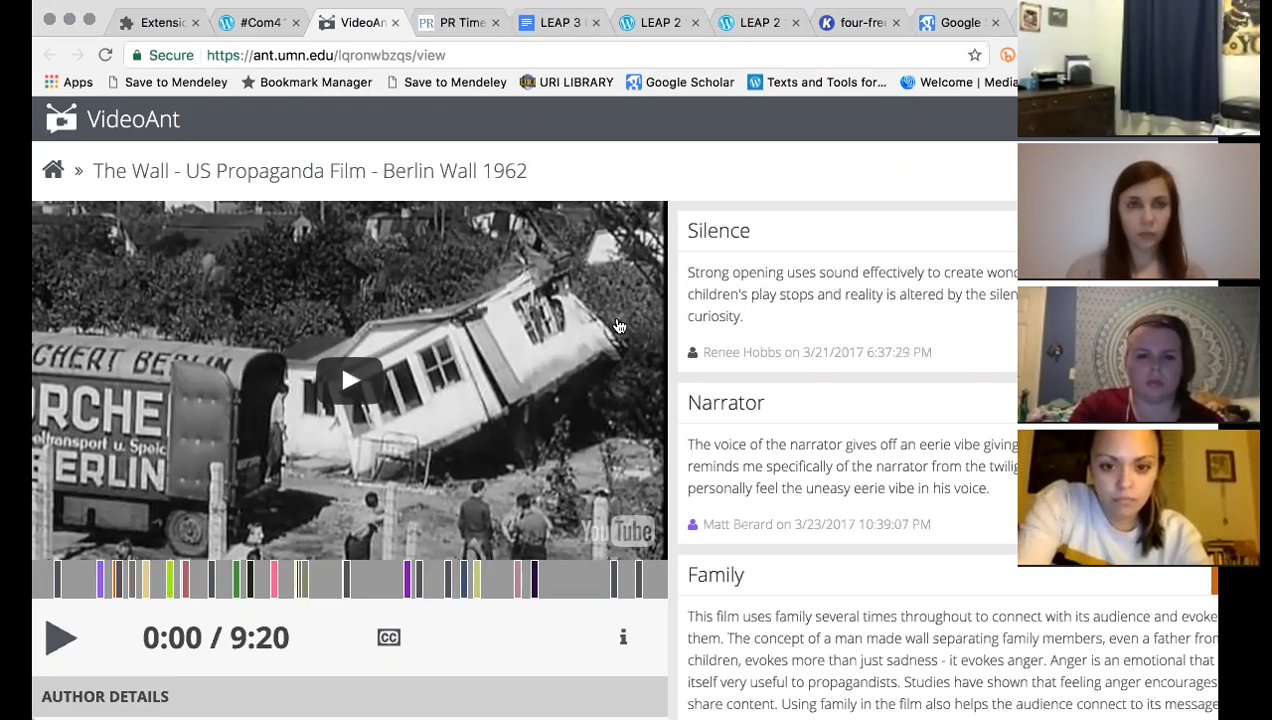 Extensio
#Com41
VideoAn
PR Time
LEAP 3
LEAP 2
LEAP 2
four-free
Google
Secure https://ant.umn.edu/lqronwbzqs/view
Apps Save to Mendeley Bookmark Manager Save to Mendeley URI LIBRARY Google Scholar Texts and Tools for... Welcome | Media
VideoAnt
» The Wall - US Propaganda Film - Berlin Wall 1962
CHERT BERLIN
ORCHE
ltransport u. Speic
BERLIN
YouTube
0:00 / 9:20
CC
AUTHOR DETAILS
Silence
Strong opening uses sound effectively to create wond
children's play stops and reality is altered by the silen
curiosity.
Renee Hobbs on 3/21/2017 6:37:29 PM
Narrator
The voice of the narrator gives off an eerie vibe giving
reminds me specifically of the narrator from the twilig
personally feel the uneasy eerie vibe in his voice.
Matt Berard on 3/23/2017 10:39:07 PM
Family
This film uses family several times throughout to connect with its audience and evoke
them. The concept of a man made wall separating family members, even a father from
children, evokes more than just sadness - it evokes anger. Anger is an emotional that
itself very useful to propagandists. Studies have shown that feeling anger encourages
share content. Using family in the film also helps the audience connect to its message